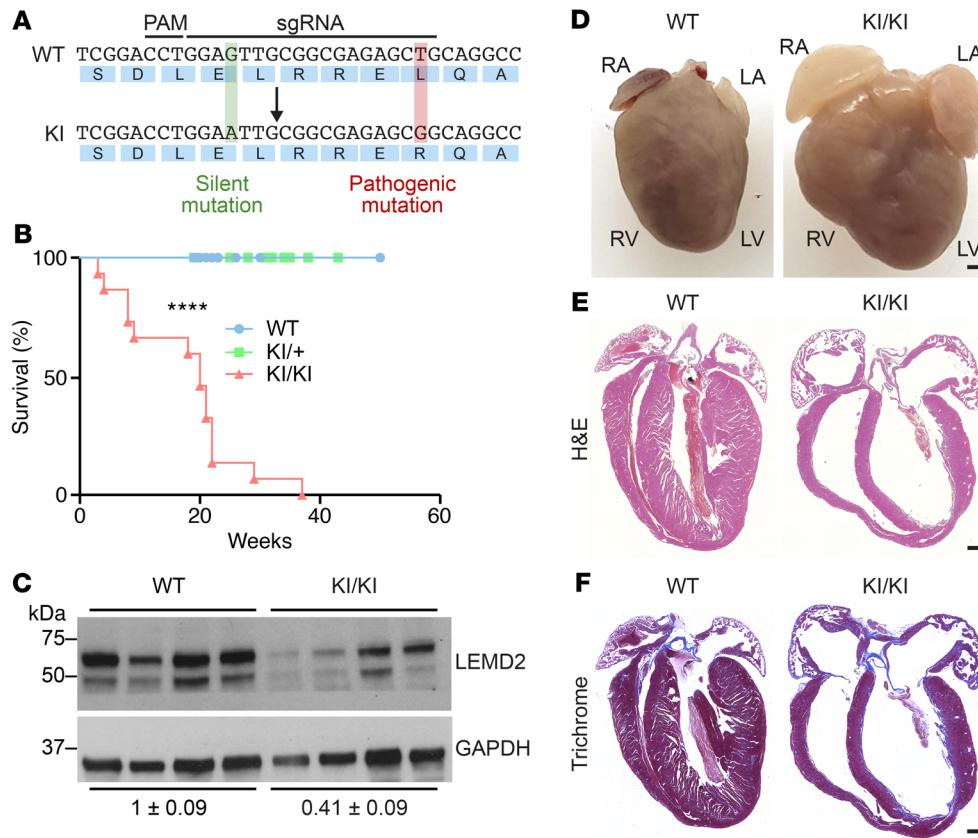 A
PAM sgRNA
WT TCGGACCTGGAGTTGCGGCGAGAGCTGCAGGCC
S D L E L R R E L Q A
KI TCGGACCTGGAATTGCGGCGAGAGCGGCAGGCC
S D L E L R R E R Q A
Silent mutation
Pathogenic mutation
B
Survival (%)
100
50
0
0 20 40 60
Weeks
****
WT
KI/+
KI/KI
C
WT KI/KI
kDa
75
50
LEMD2
37
GAPDH
1 ± 0.09 0.41 ± 0.09
D
WT KI/KI
RA LA RA LA
RV LV RV LV
E
WT KI/KI
H&E
F
WT KI/KI
Trichrome